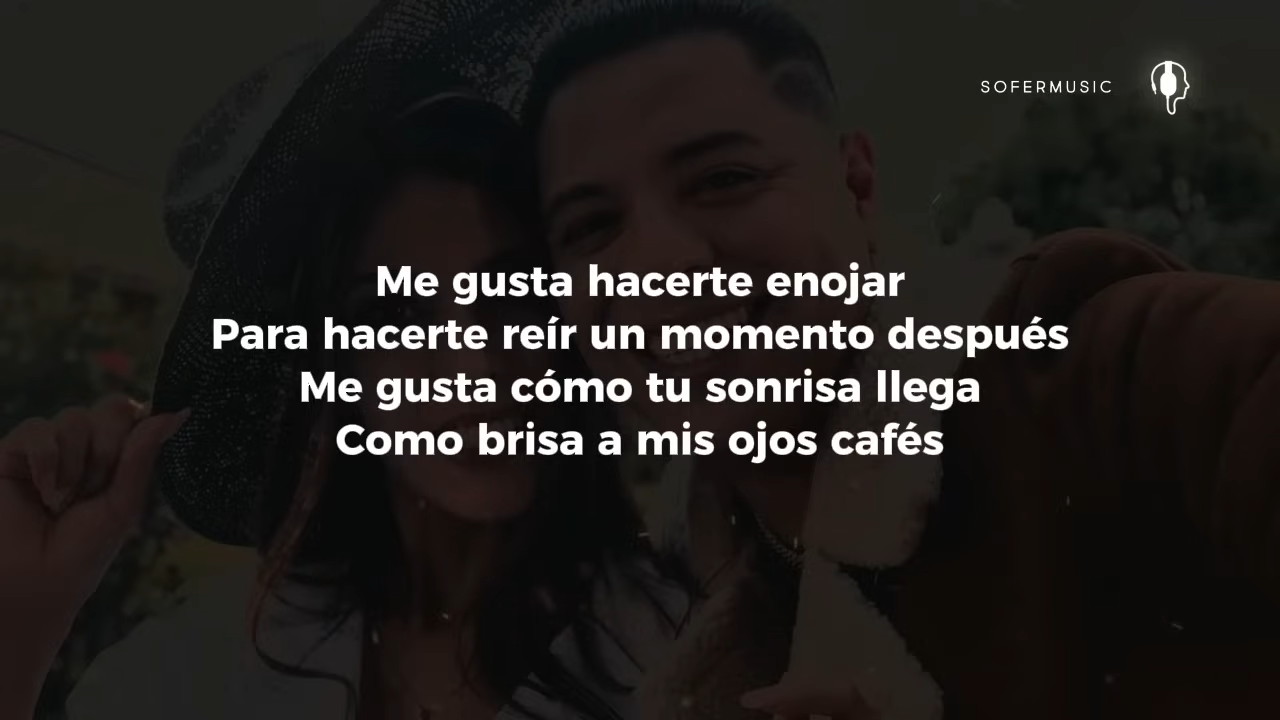 SOFERMUSIC
Me gusta hacerte enojar
Para hacerte reír un momento después
Me gusta cómo tu sonrisa llega
Como brisa a mis ojos cafés